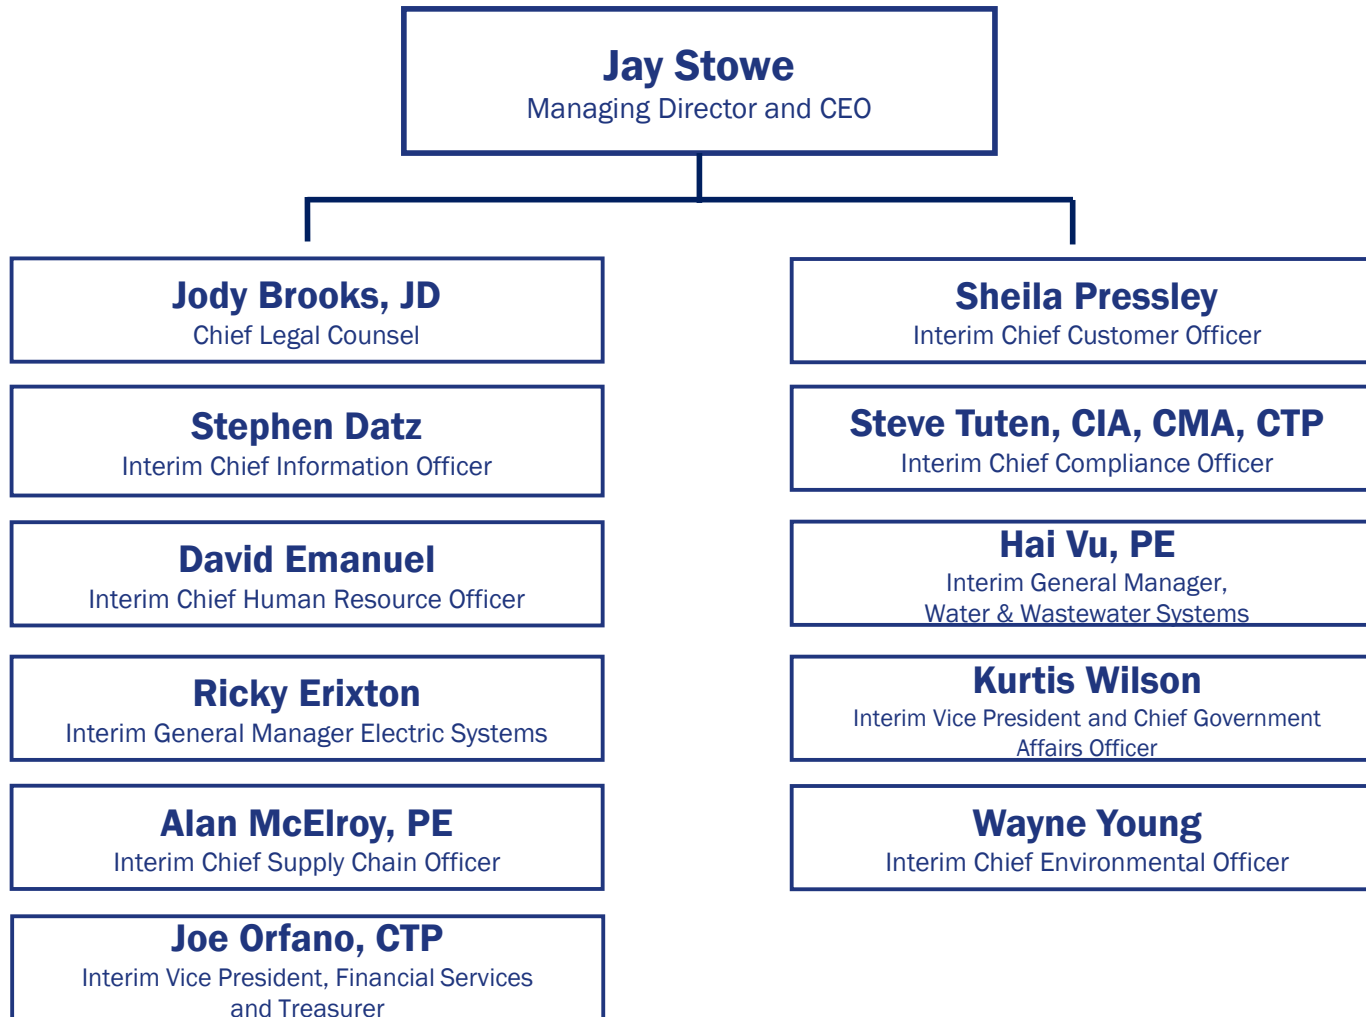 Jay Stowe
Managing Director and CEO
Jody Brooks, JD
Chief Legal Counsel
Stephen Datz
Interim Chief Information Officer
David Emanuel
Interim Chief Human Resource Officer
Ricky Erixton
Interim General Manager Electric Systems
Alan McElroy, PE
Interim Chief Supply Chain Officer
Joe Orfano, CTP
Interim Vice President, Financial Services
and Treasurer
Sheila Pressley
Interim Chief Customer Officer
Steve Tuten, CIA, CMA, CTP
Interim Chief Compliance Officer
Hai Vu, PE
Interim General Manager,
Water & Wastewater Systems
Kurtis Wilson
Interim Vice President and Chief Government
Affairs Officer
Wayne Young
Interim Chief Environmental Officer